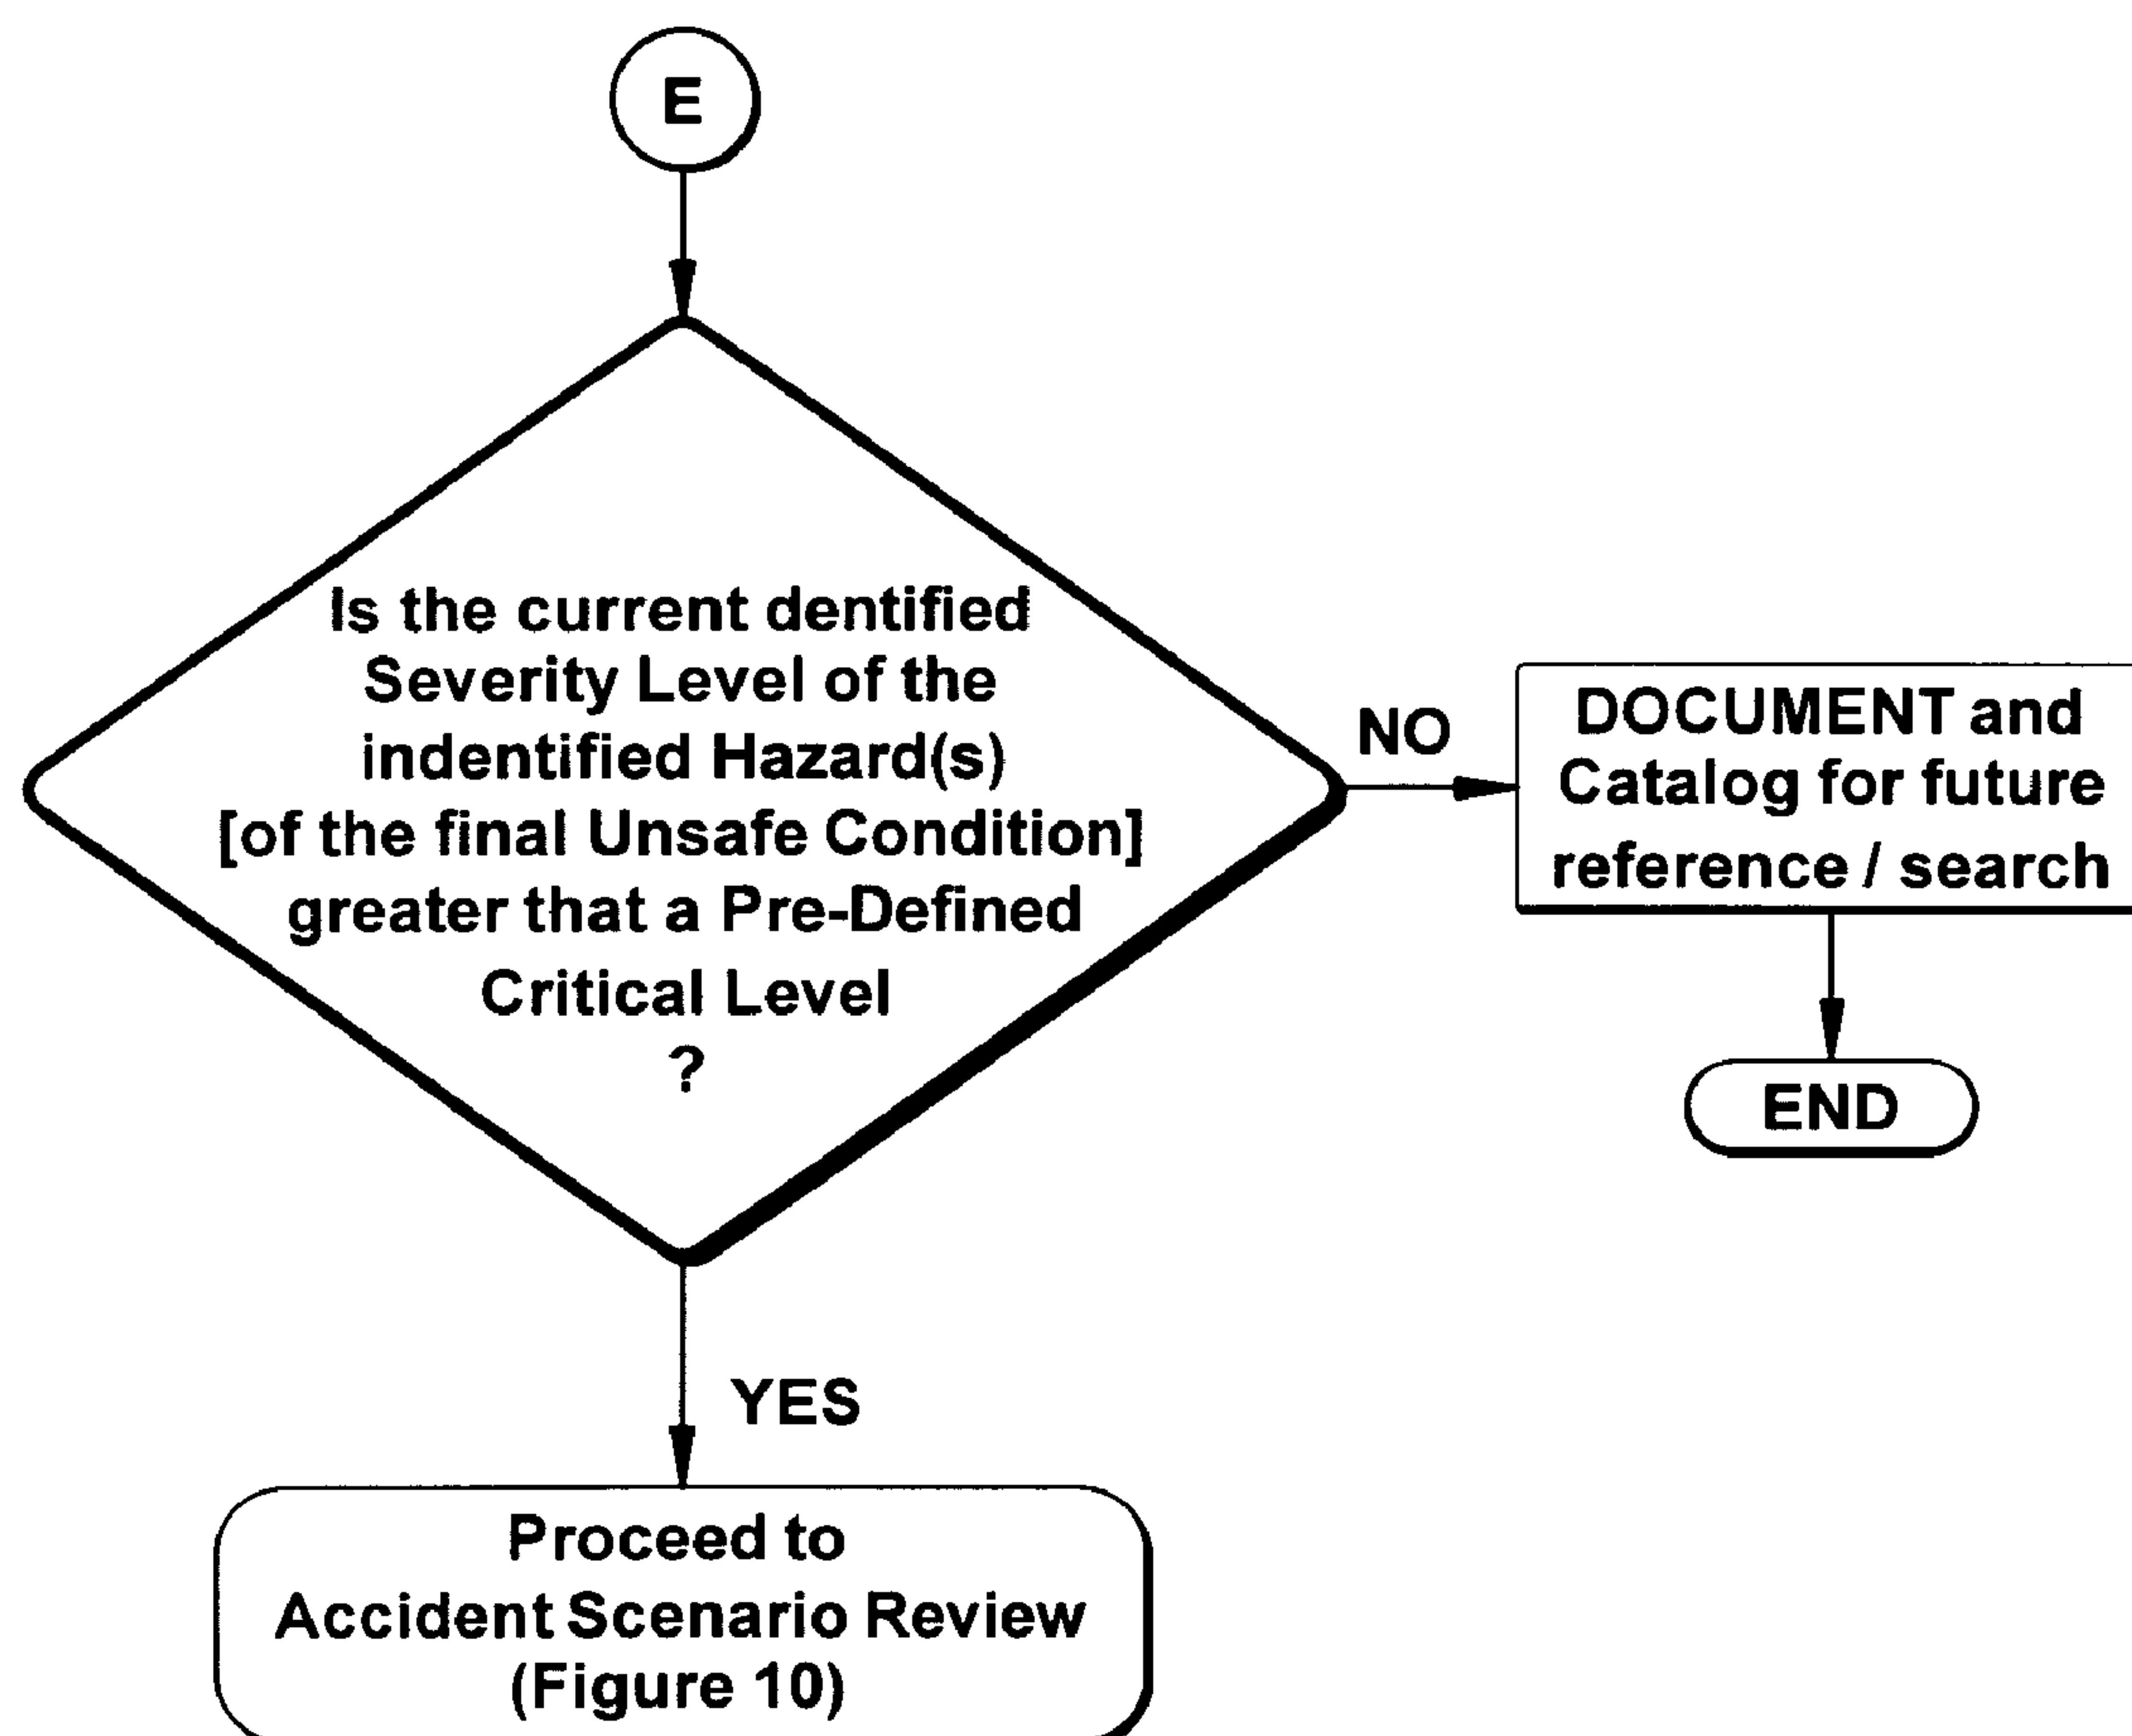 E
Is the current dentified
Severity Level of the
indentified Hazard(s)
[of the final Unsafe Condition]
greater that a Pre-Defined
Critical Level
?
NO
DOCUMENT and
Catalog for future
reference / search
END
YES
Proceed to
Accident Scenario Review
(Figure 10)